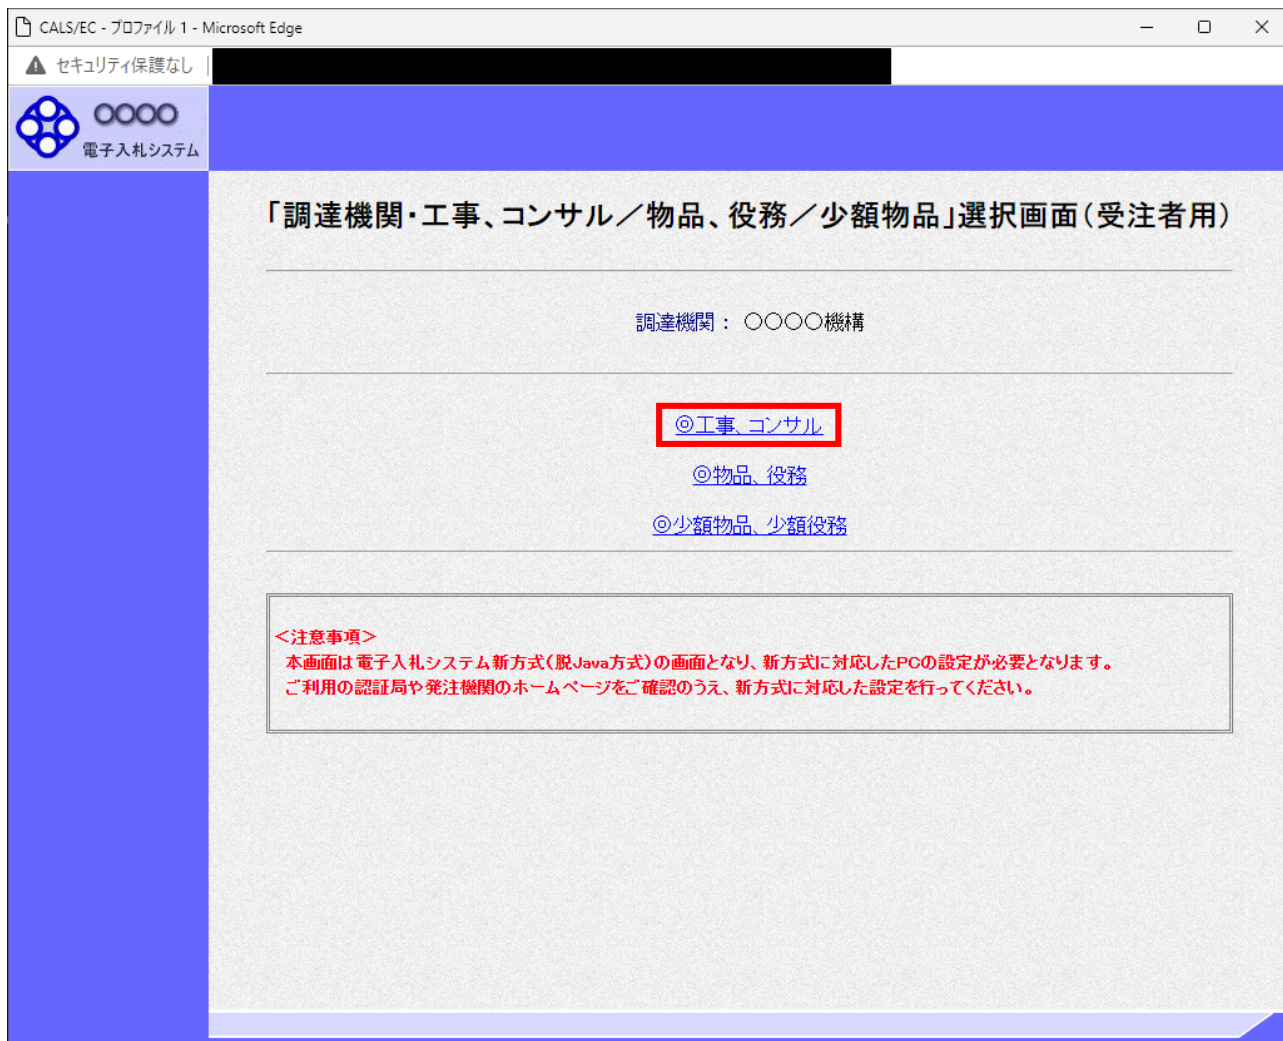 CALS/EC - プロファイル 1 - Microsoft Edge
セキュリティ保護なし
○○○○
電子入札システム
「調達機関・工事、コンサル／物品、役務／少額物品」選択画面（受注者用）
調達機関： ○○○○機構
◎工事、コンサル
◎物品、役務
◎少額物品、少額役務
＜注意事項＞
本画面は電子入札システム新方式（脱Java方式）の画面となり、新方式に対応したPCの設定が必要となります。
ご利用の認証局や発注機関のホームページをご確認のうえ、新方式に対応した設定を行ってください。